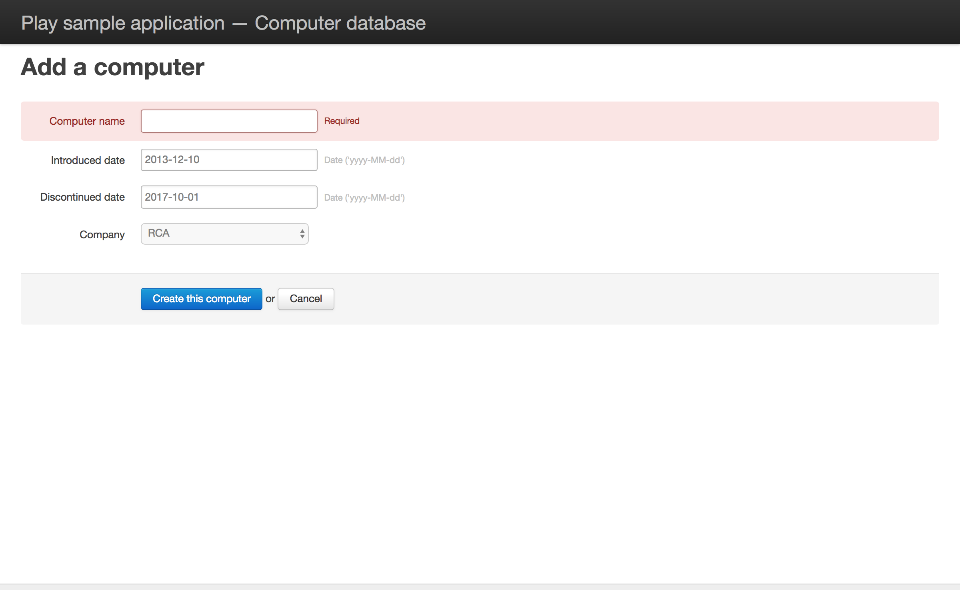 Play sample application — Computer database
Add a computer
Computer name Required
Introduced date 2013-12-10 Date ('yyyy-MM-dd')
Discontinued date 2017-10-01 Date ('yyyy-MM-dd')
Company RCA
Create this computer or Cancel